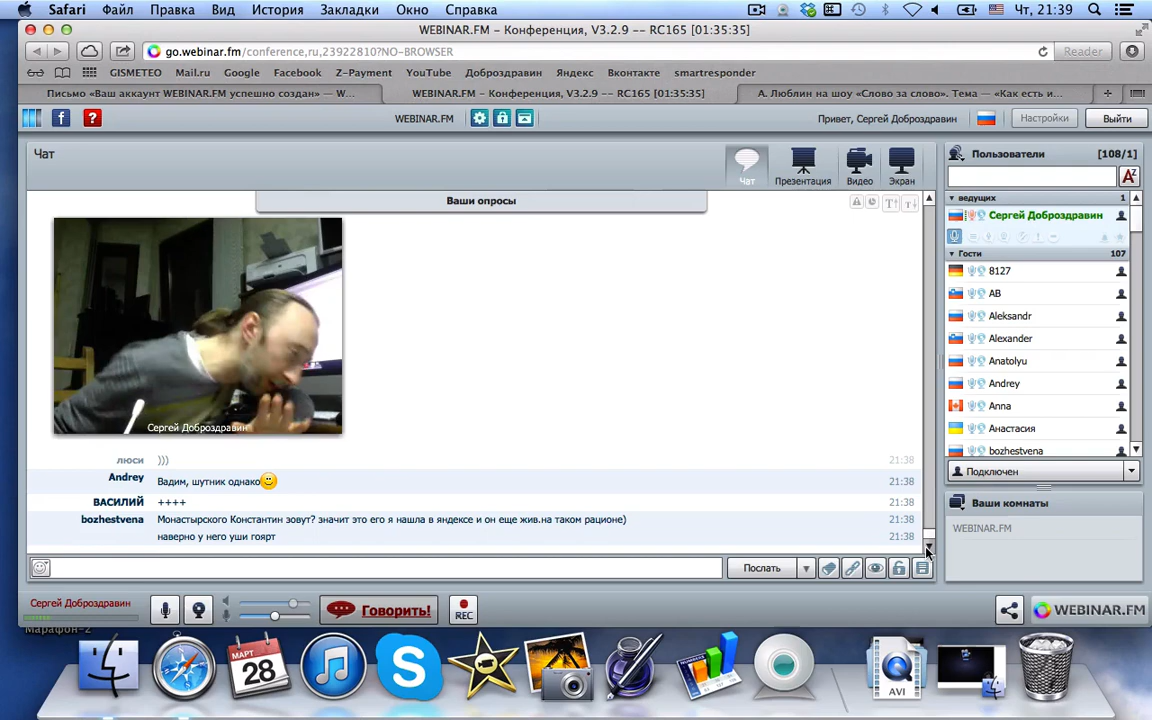 Safari Файл Правка Вид История Закладки Окно Справка Чт, 21:39
WEBINAR.FM – Конференция, V3.2.9 – RC165 [01:35:35]
go.webinar.fm/conference,ru,23922810?NO-BROWSER Reader
GISMETEO Mail.ru Google Facebook Z-Payment YouTube Доброздравин Яндекс Вконтакте smartresponder
Письмо «Ваш аккаунт WEBINAR.FM успешно создан» — W... WEBINAR.FM – Конференция, V3.2.9 – RC165 [01:35:35] А. Люблин на шоу «Слово за слово». Тема — «Как есть и...
f ? WEBINAR.FM Привет, Сергей Доброздравин Настройки Выйти
Чат
Чат Презентация Видео Экран
Ваши опросы
Сергей Доброздравин
люси ))) 21:38
Andrey Вадим, шутник однако 21:38
ВАСИЛИЙ ++++ 21:38
bozhestvena Монастырского Константин зовут? значит это его я нашла в яндексе и он еще жив.на таком рационе) 21:38
наверно у него уши гоярт 21:38
Послать
Пользователи [108/1]
ведущих 1
Сергей Доброздравин
Гости 107
8127
AB
Aleksandr
Alexander
Anatolyu
Andrey
Anna
Анастасия
bozhestvena
Подключен
Ваши комнаты
WEBINAR.FM
Сергей Доброздравин Говорить! REC WEBINAR.FM
Марафон-2
МАРТ
28
AVI